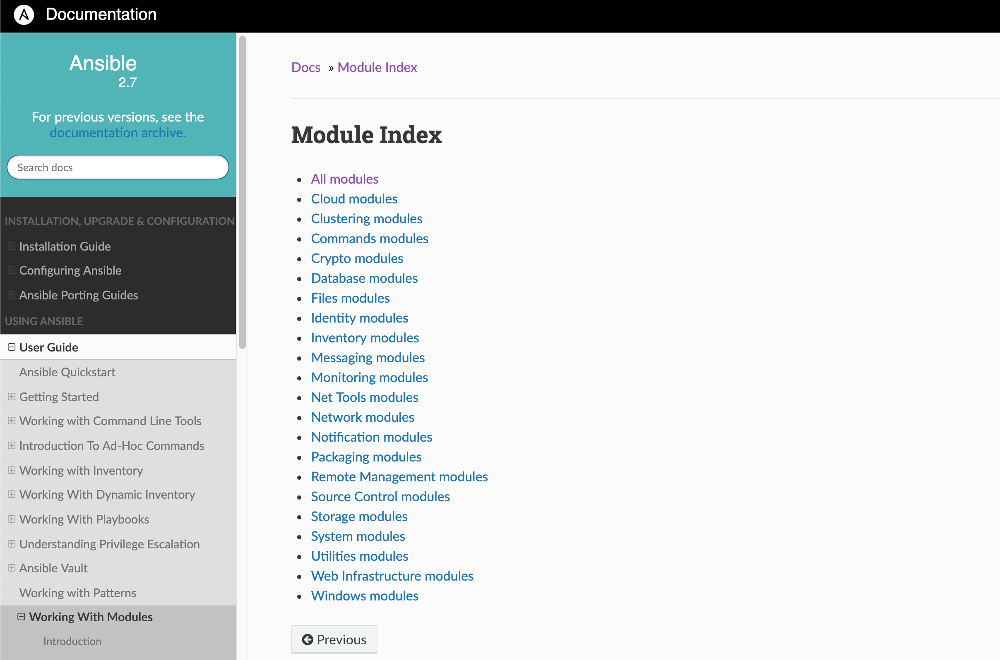 Documentation
Ansible
2.7
For previous versions, see the
documentation archive.
Search docs
INSTALLATION, UPGRADE & CONFIGURATION
Installation Guide
Configuring Ansible
Ansible Porting Guides
USING ANSIBLE
User Guide
Ansible Quickstart
Getting Started
Working with Command Line Tools
Introduction To Ad-Hoc Commands
Working with Inventory
Working With Dynamic Inventory
Working With Playbooks
Understanding Privilege Escalation
Ansible Vault
Working with Patterns
Working With Modules
Introduction
Docs » Module Index
Module Index
• All modules
• Cloud modules
• Clustering modules
• Commands modules
• Crypto modules
• Database modules
• Files modules
• Identity modules
• Inventory modules
• Messaging modules
• Monitoring modules
• Net Tools modules
• Network modules
• Notification modules
• Packaging modules
• Remote Management modules
• Source Control modules
• Storage modules
• System modules
• Utilities modules
• Web Infrastructure modules
• Windows modules
Previous